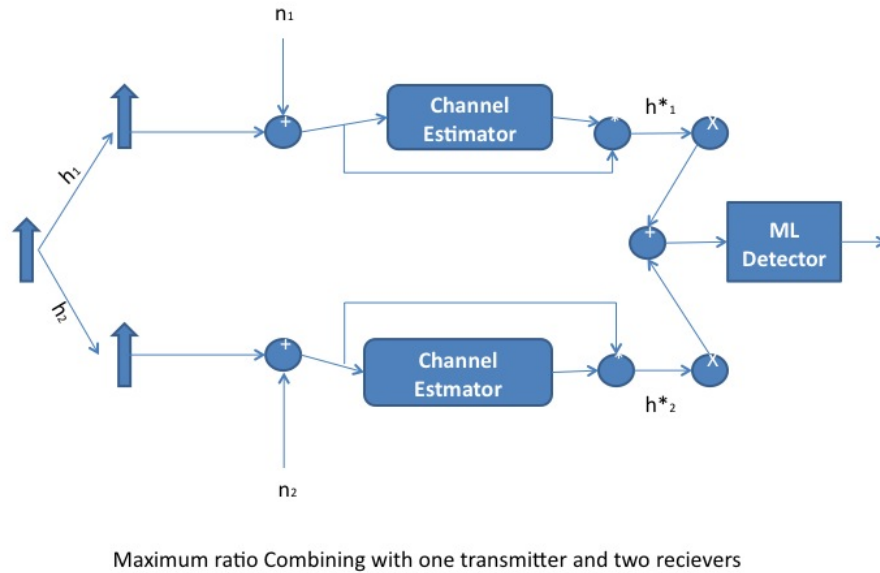 n₁
+
Channel
Estimator
*
h*₁
X
h₁
+
ML
Detector
h₂
+
Channel
Estmator
*
h*₂
X
n₂
Maximum ratio Combining with one transmitter and two recievers